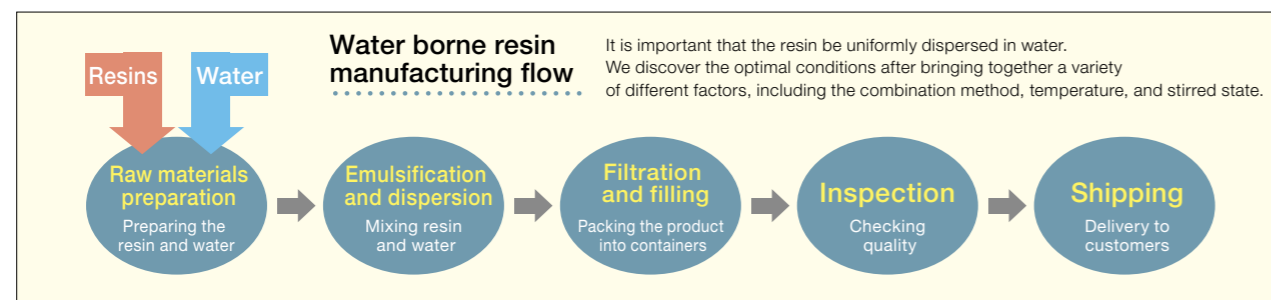 Water borne resin
manufacturing flow
It is important that the resin be uniformly dispersed in water.
We discover the optimal conditions after bringing together a variety
of different factors, including the combination method, temperature, and stirred state.
Resins
Water
Raw materials
preparation
Preparing the
resin and water
Emulsification
and dispersion
Mixing resin
and water
Filtration
and filling
Packing the product
into containers
Inspection
Checking
quality
Shipping
Delivery to
customers